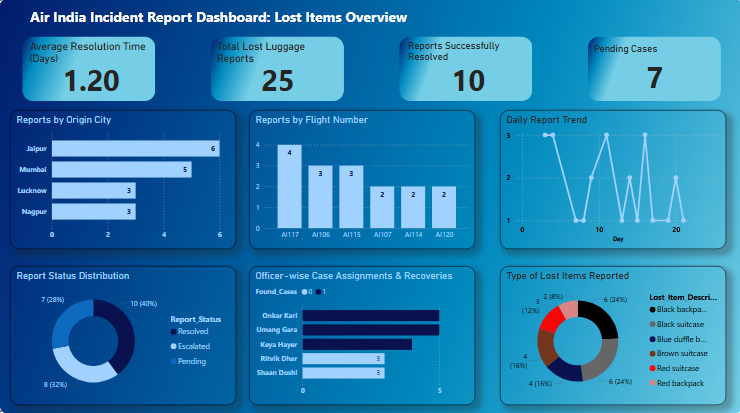 Air India Incident Report Dashboard: Lost Items Overview
Average Resolution Time
(Days)
1.20
Total Lost Luggage
Reports
25
Reports Successfully
Resolved
10
Pending Cases
7
Reports by Origin City
Jaipur
6
Mumbai
5
Lucknow
3
Nagpur
3
0 2 4 6
Reports by Flight Number
4
3
2
1
0
4 3 3 2 2 2
AI117 AI106 AI115 AI107 AI114 AI120
Daily Report Trend
3
2
1
0 10 20
Day
Report Status Distribution
7 (28%)
10 (40%)
8 (32%)
Report_Status
Resolved
Escalated
Pending
Officer-wise Case Assignments & Recoveries
Found_Cases 0 1
Onkar Karl
Umang Gara
Keya Hayer
Ritvik Dhar
3
Shaan Doshi
3
0 5
Type of Lost Items Reported
2 (8%)
6 (24%)
3
(12%)
4
(16%)
4 (16%)
6 (24%)
Lost_Item_Descri...
Black backpa...
Black suitcase
Blue duffle b...
Brown suitcase
Red suitcase
Red backpack